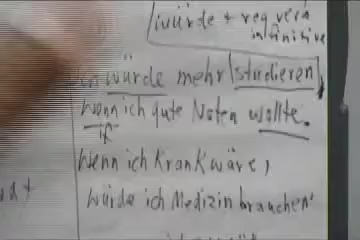 würde + reg. verb
infinitive
Ich würde mehr studieren,
Wenn ich gute Noten wollte.
if
Wenn ich Krank wäre,
würde ich Medizin brauchen.